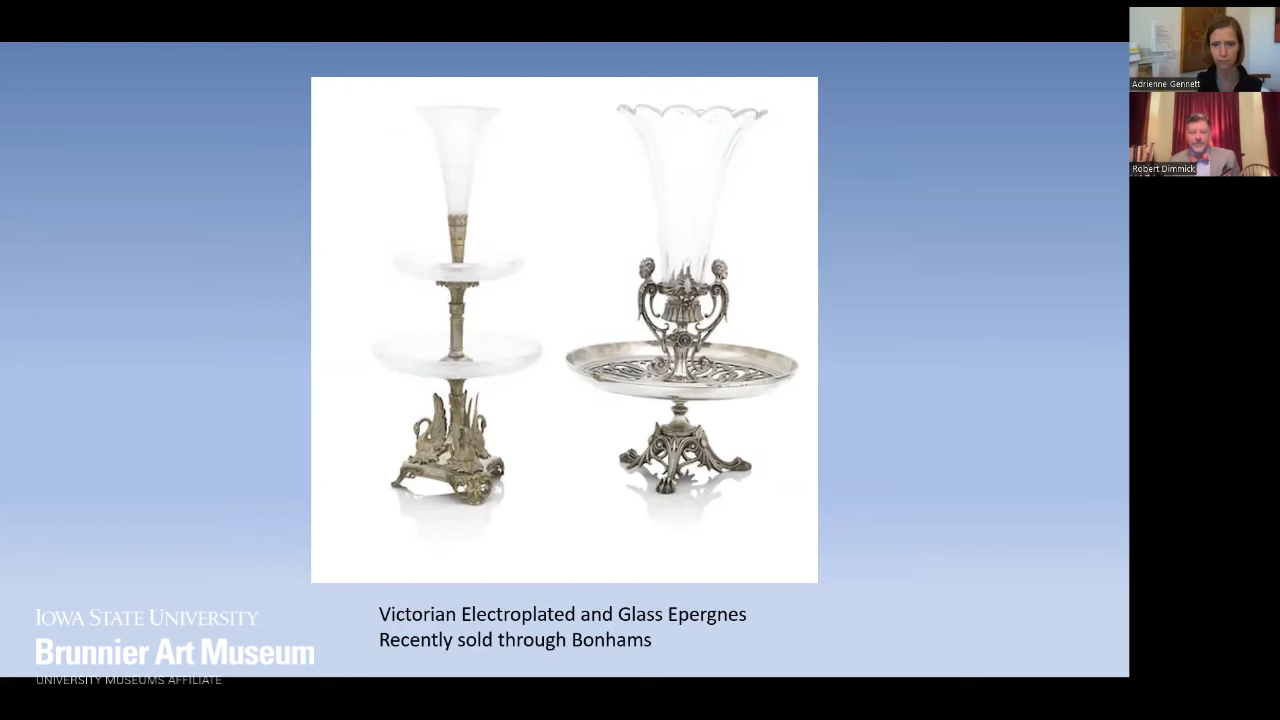 Adrienne Gennett
Robert Dimmick
Victorian Electroplated and Glass Epergnes
Recently sold through Bonhams
IOWA STATE UNIVERSITY
Brunnier Art Museum
UNIVERSITY MUSEUMS AFFILIATE